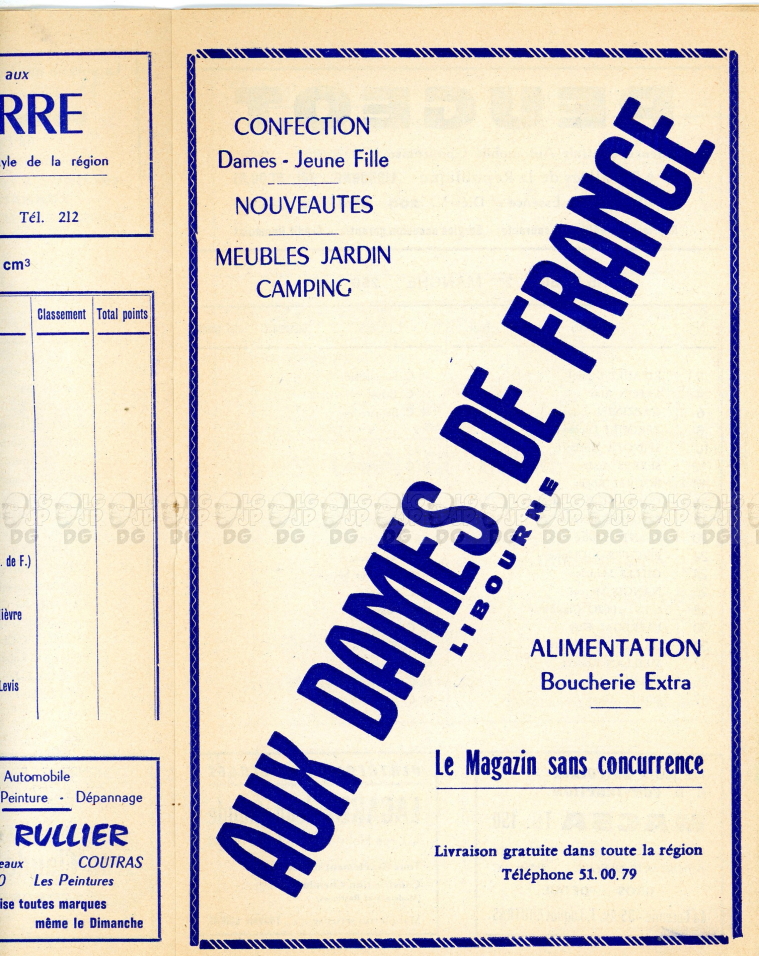 aux
RRE
yle de la région
Tél. 212
cm³
Classement Total points
. de F.)
ièvre
Levis
Automobile
Peinture - Dépannage
RULLIER
eaux COUTRAS
0 Les Peintures
ise toutes marques
même le Dimanche
CONFECTION
Dames - Jeune Fille
NOUVEAUTES
MEUBLES JARDIN
CAMPING
AUX DAMES DE FRANCE
LIBOURNE
ALIMENTATION
Boucherie Extra
Le Magazin sans concurrence
Livraison gratuite dans toute la région
Téléphone 51.00.79